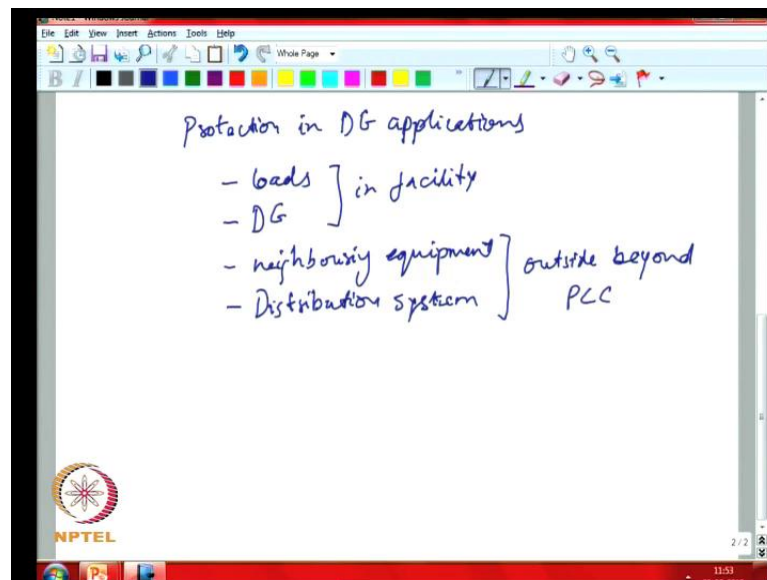 File Edit View Insert Actions Tools Help
Whole Page
B I
Protection in DG applications
- loads ] in facility
- DG
- neighbouring equipment ] outside beyond
- Distribution system PCC
NPTEL
2/2
11:53